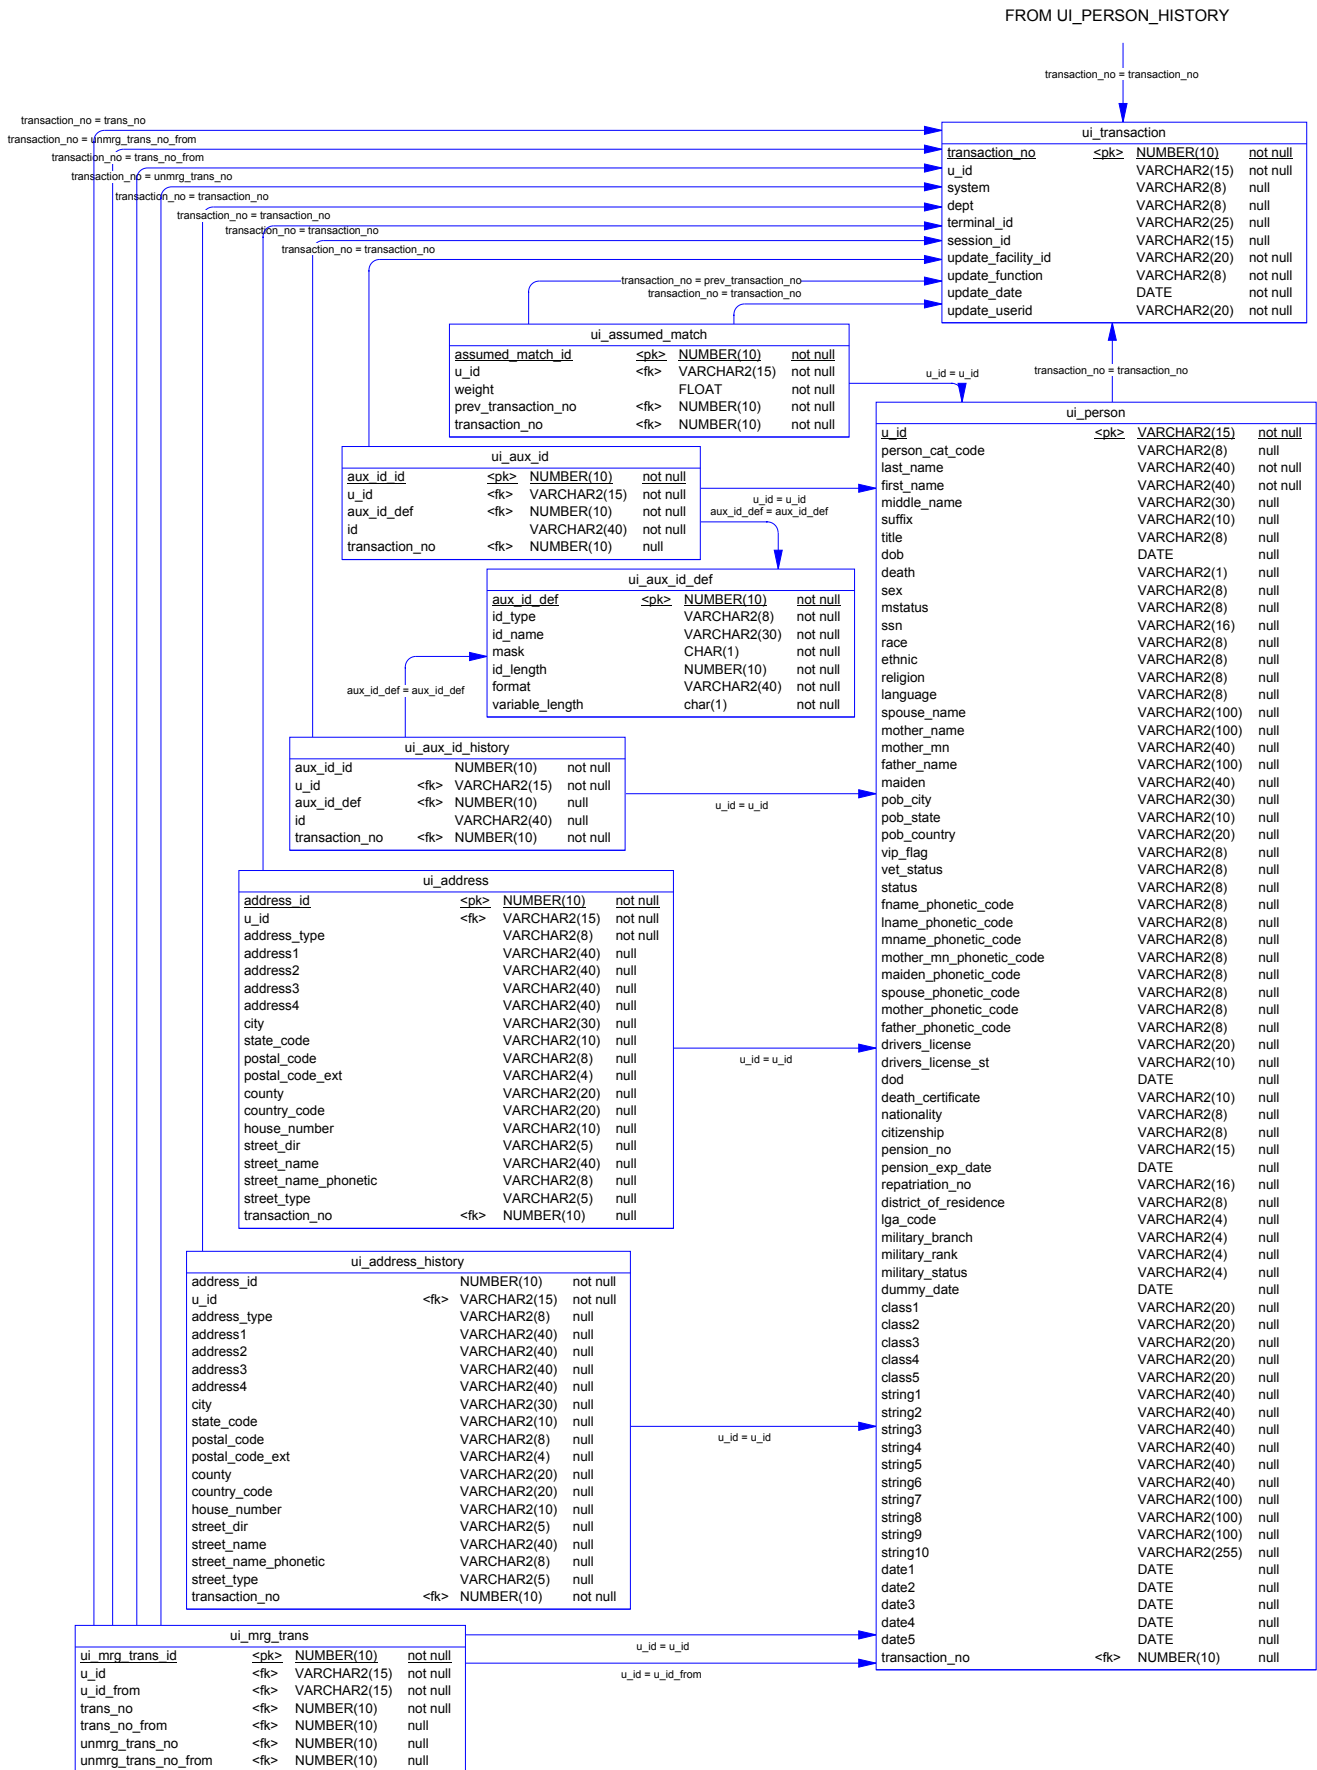 FROM UI_PERSON_HISTORY
transaction_no = transaction_no
transaction_no = trans_no
transaction_no = unmrg_trans_no_from
transaction_no = trans_no_from
transaction_no = unmrg_trans_no
transaction_no = transaction_no
transaction_no = transaction_no
transaction_no = transaction_no
transaction_no = transaction_no
ui_transaction
transaction_no <pk> NUMBER(10) not null
u_id VARCHAR2(15) not null
system VARCHAR2(8) null
dept VARCHAR2(8) null
terminal_id VARCHAR2(25) null
session_id VARCHAR2(15) null
update_facility_id VARCHAR2(20) not null
update_function VARCHAR2(8) not null
update_date DATE not null
update_userid VARCHAR2(20) not null
transaction_no = prev_transaction_no
transaction_no = transaction_no
ui_assumed_match
assumed_match_id <pk> NUMBER(10) not null
u_id <fk> VARCHAR2(15) not null
weight FLOAT not null
prev_transaction_no <fk> NUMBER(10) not null
transaction_no <fk> NUMBER(10) not null
u_id = u_id
transaction_no = transaction_no
ui_aux_id
aux_id_id <pk> NUMBER(10) not null
u_id <fk> VARCHAR2(15) not null
aux_id_def <fk> NUMBER(10) not null
id VARCHAR2(40) not null
transaction_no <fk> NUMBER(10) null
u_id = u_id
aux_id_def = aux_id_def
ui_aux_id_def
aux_id_def <pk> NUMBER(10) not null
id_type VARCHAR2(8) not null
id_name VARCHAR2(30) not null
mask CHAR(1) not null
id_length NUMBER(10) not null
format VARCHAR2(40) not null
variable_length char(1) not null
aux_id_def = aux_id_def
ui_aux_id_history
aux_id_id NUMBER(10) not null
u_id <fk> VARCHAR2(15) not null
aux_id_def <fk> NUMBER(10) null
id VARCHAR2(40) null
transaction_no <fk> NUMBER(10) not null
u_id = u_id
ui_address
address_id <pk> NUMBER(10) not null
u_id <fk> VARCHAR2(15) not null
address_type VARCHAR2(8) not null
address1 VARCHAR2(40) null
address2 VARCHAR2(40) null
address3 VARCHAR2(40) null
address4 VARCHAR2(40) null
city VARCHAR2(30) null
state_code VARCHAR2(10) null
postal_code VARCHAR2(8) null
postal_code_ext VARCHAR2(4) null
county VARCHAR2(20) null
country_code VARCHAR2(20) null
house_number VARCHAR2(10) null
street_dir VARCHAR2(5) null
street_name VARCHAR2(40) null
street_name_phonetic VARCHAR2(8) null
street_type VARCHAR2(5) null
transaction_no <fk> NUMBER(10) null
u_id = u_id
ui_address_history
address_id NUMBER(10) not null
u_id <fk> VARCHAR2(15) not null
address_type VARCHAR2(8) null
address1 VARCHAR2(40) null
address2 VARCHAR2(40) null
address3 VARCHAR2(40) null
address4 VARCHAR2(40) null
city VARCHAR2(30) null
state_code VARCHAR2(10) null
postal_code VARCHAR2(8) null
postal_code_ext VARCHAR2(4) null
county VARCHAR2(20) null
country_code VARCHAR2(20) null
house_number VARCHAR2(10) null
street_dir VARCHAR2(5) null
street_name VARCHAR2(40) null
street_name_phonetic VARCHAR2(8) null
street_type VARCHAR2(5) null
transaction_no <fk> NUMBER(10) not null
u_id = u_id
ui_mrg_trans
ui_mrg_trans_id <pk> NUMBER(10) not null
u_id <fk> VARCHAR2(15) not null
u_id_from <fk> VARCHAR2(15) not null
trans_no <fk> NUMBER(10) not null
trans_no_from <fk> NUMBER(10) null
unmrg_trans_no <fk> NUMBER(10) null
unmrg_trans_no_from <fk> NUMBER(10) null
u_id = u_id
u_id = u_id_from
ui_person
u_id <pk> VARCHAR2(15) not null
person_cat_code VARCHAR2(8) null
last_name VARCHAR2(40) not null
first_name VARCHAR2(40) not null
middle_name VARCHAR2(30) null
suffix VARCHAR2(10) null
title VARCHAR2(8) null
dob DATE null
death VARCHAR2(1) null
sex VARCHAR2(8) null
mstatus VARCHAR2(8) null
ssn VARCHAR2(16) null
race VARCHAR2(8) null
ethnic VARCHAR2(8) null
religion VARCHAR2(8) null
language VARCHAR2(8) null
spouse_name VARCHAR2(100) null
mother_name VARCHAR2(100) null
mother_mn VARCHAR2(40) null
father_name VARCHAR2(100) null
maiden VARCHAR2(40) null
pob_city VARCHAR2(30) null
pob_state VARCHAR2(10) null
pob_country VARCHAR2(20) null
vip_flag VARCHAR2(8) null
vet_status VARCHAR2(8) null
status VARCHAR2(8) null
fname_phonetic_code VARCHAR2(8) null
lname_phonetic_code VARCHAR2(8) null
mname_phonetic_code VARCHAR2(8) null
mother_mn_phonetic_code VARCHAR2(8) null
maiden_phonetic_code VARCHAR2(8) null
spouse_phonetic_code VARCHAR2(8) null
mother_phonetic_code VARCHAR2(8) null
father_phonetic_code VARCHAR2(8) null
drivers_license VARCHAR2(20) null
drivers_license_st VARCHAR2(10) null
dod DATE null
death_certificate VARCHAR2(10) null
nationality VARCHAR2(8) null
citizenship VARCHAR2(8) null
pension_no VARCHAR2(15) null
pension_exp_date DATE null
repatriation_no VARCHAR2(16) null
district_of_residence VARCHAR2(8) null
lga_code VARCHAR2(4) null
military_branch VARCHAR2(4) null
military_rank VARCHAR2(4) null
military_status VARCHAR2(4) null
dummy_date DATE null
class1 VARCHAR2(20) null
class2 VARCHAR2(20) null
class3 VARCHAR2(20) null
class4 VARCHAR2(20) null
class5 VARCHAR2(20) null
string1 VARCHAR2(40) null
string2 VARCHAR2(40) null
string3 VARCHAR2(40) null
string4 VARCHAR2(40) null
string5 VARCHAR2(40) null
string6 VARCHAR2(40) null
string7 VARCHAR2(100) null
string8 VARCHAR2(100) null
string9 VARCHAR2(100) null
string10 VARCHAR2(255) null
date1 DATE null
date2 DATE null
date3 DATE null
date4 DATE null
date5 DATE null
transaction_no <fk> NUMBER(10) null